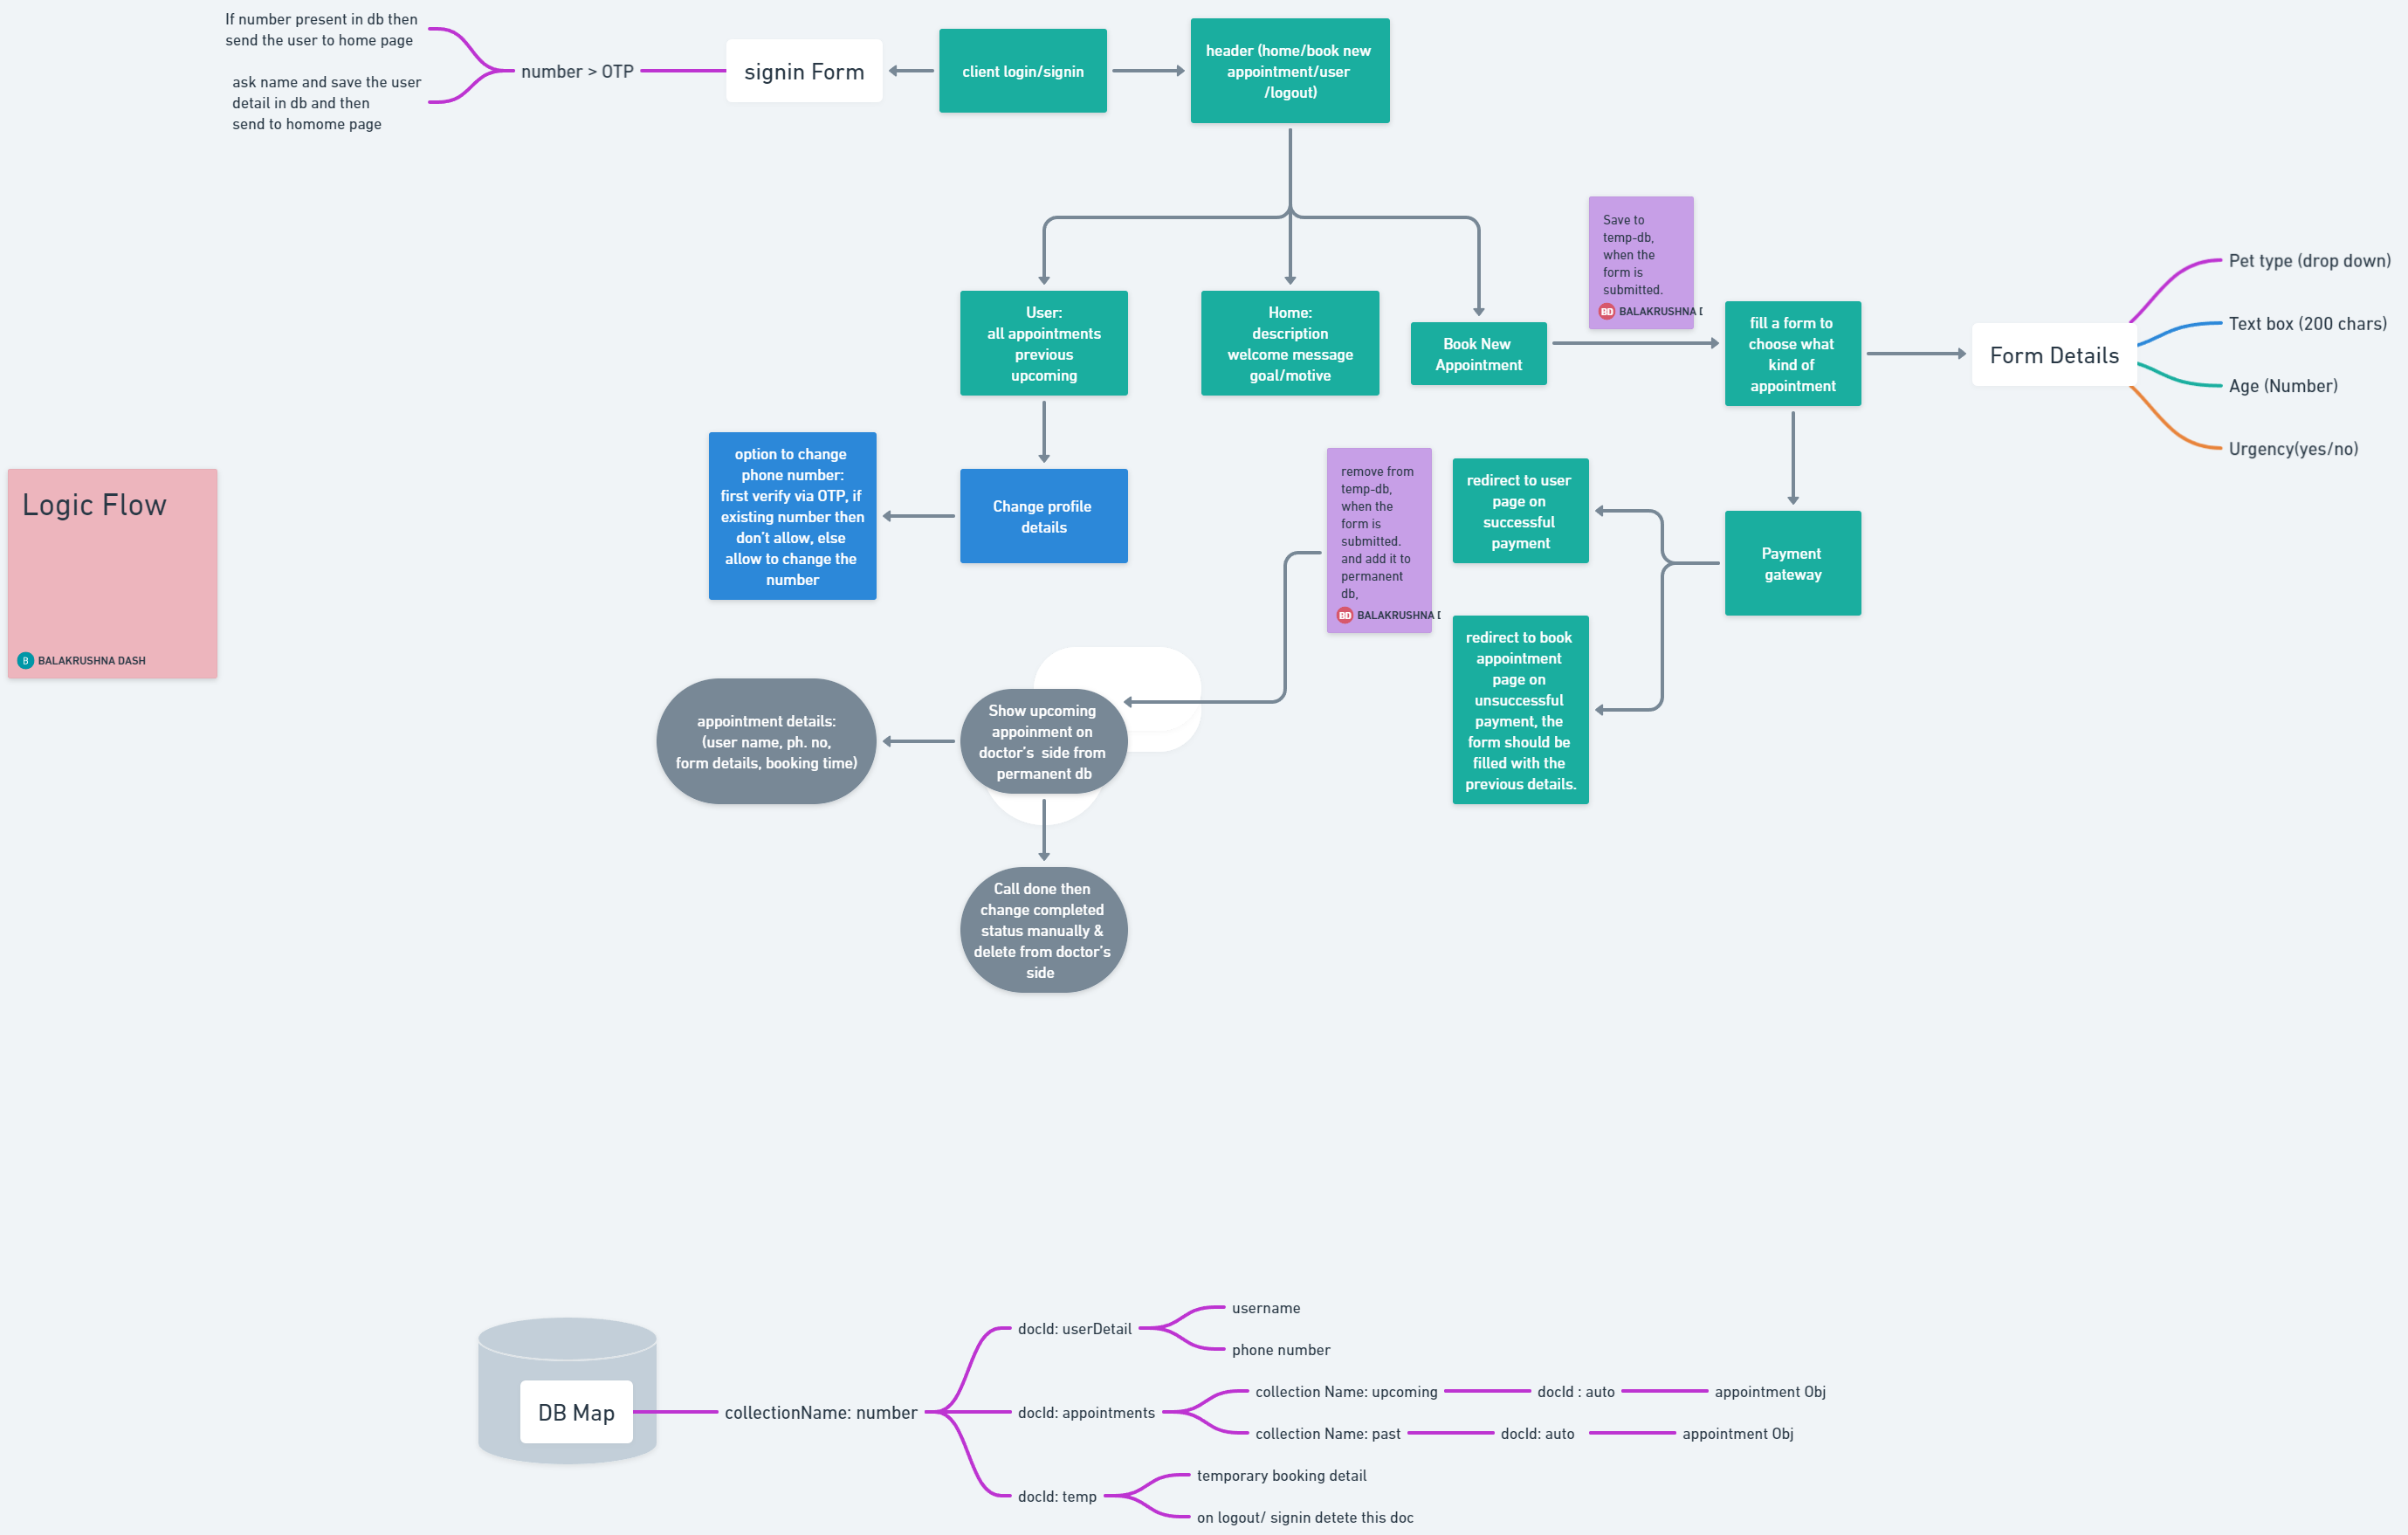 If number present in db then
send the user to home page
ask name and save the user
detail in db and then
send to homome page
number > OTP
signin Form
client login/signin
header (home/book new
appointment/user
/logout)
Save to
temp-db,
when the
form is
submitted.
BD BALAKRUSHNA
User:
all appointments
previous
upcoming
Home:
description
welcome message
goal/motive
Book New
Appointment
fill a form to
choose what
kind of
appointment
Form Details
Pet type (drop down)
Text box (200 chars)
Age (Number)
Urgency(yes/no)
Logic Flow
B BALAKRUSHNA DASH
option to change
phone number:
first verify via OTP, if
existing number then
don't allow, else
allow to change the
number
Change profile
details
remove from
temp-db,
when the
form is
submitted.
and add it to
permanent
db,
BD BALAKRUSHNA
redirect to user
page on
successful
payment
Payment
gateway
redirect to book
appointment
page on
unsuccessful
payment, the
form should be
filled with the
previous details.
appointment details:
(user name, ph. no,
form details, booking time)
Show upcoming
appoinment on
doctor's side from
permanent db
Call done then
change completed
status manually &
delete from doctor's
side
DB Map
collectionName: number
docId: userDetail
username
phone number
docId: appointments
collection Name: upcoming
docId : auto
appointment Obj
collection Name: past
docId: auto
appointment Obj
docId: temp
temporary booking detail
on logout/ signin detete this doc